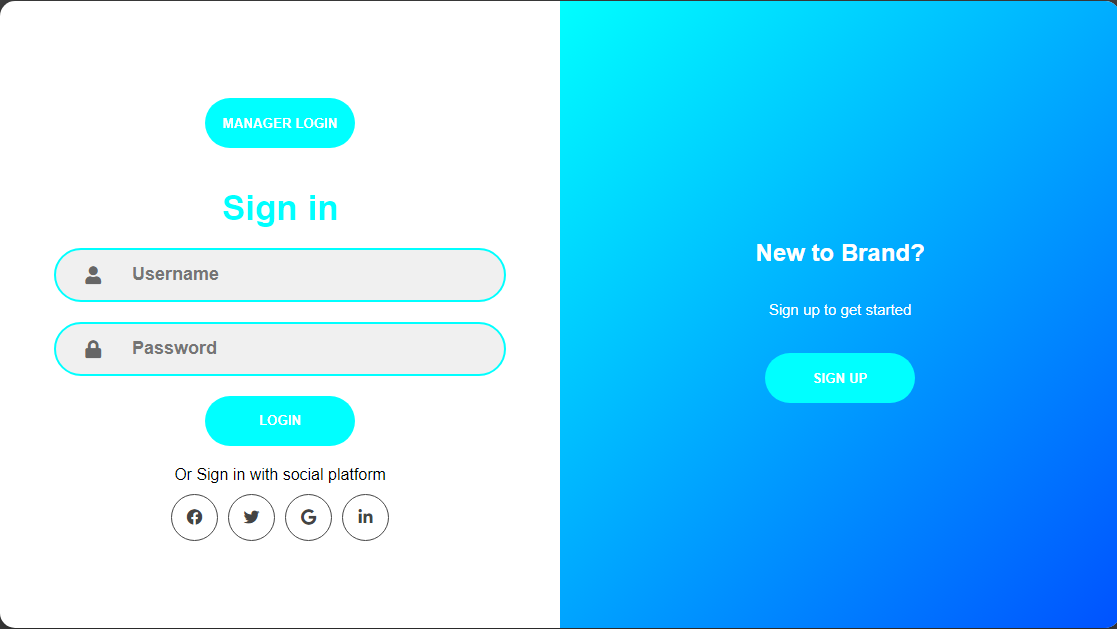 MANAGER LOGIN
Sign in
Username
Password
LOGIN
Or Sign in with social platform
New to Brand?
Sign up to get started
SIGN UP